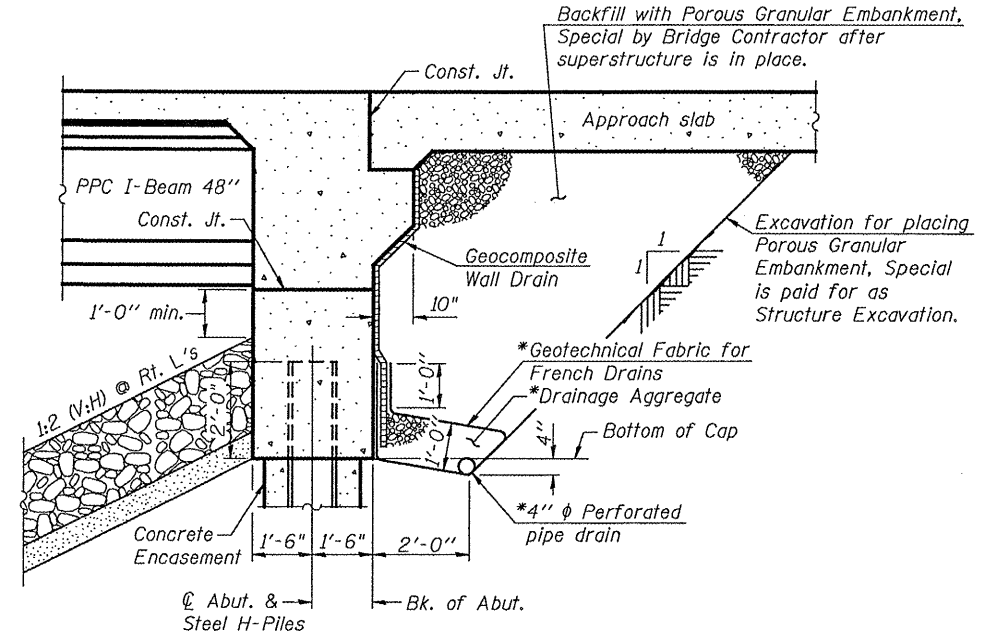 Backfill with Porous Granular Embankment,
Special by Bridge Contractor after
superstructure is in place.
Const. Jt.
Approach slab
PPC I-Beam 48"
Const. Jt.
Geocomposite
Wall Drain
1
1
Excavation for placing
Porous Granular
Embankment, Special
is paid for as
Structure Excavation.
1'-0" min.
10"
1:2 (V:H) @ Rt. L's
2'-0"
1'-0"
*Geotechnical Fabric for
French Drains
*Drainage Aggregate
1'-0"
4"
Bottom of Cap
*4" ϕ Perforated
pipe drain
Concrete
Encasement
1'-6"
1'-6"
2'-0"
℄ Abut. &
Steel H-Piles
Bk. of Abut.